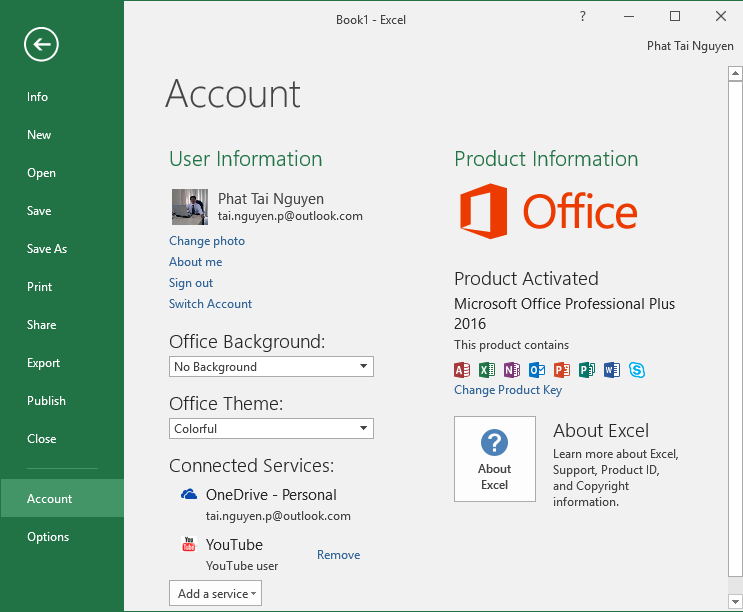 Book1 - Excel
?
Phat Tai Nguyen
Info
New
Open
Save
Save As
Print
Share
Export
Publish
Close
Account
Options
Account
User Information
Phat Tai Nguyen
tai.nguyen.p@outlook.com
Change photo
About me
Sign out
Switch Account
Office Background:
No Background
Office Theme:
Colorful
Connected Services:
OneDrive - Personal
tai.nguyen.p@outlook.com
You
Tube
YouTube
YouTube user
Remove
Add a service
Product Information
Office
Product Activated
Microsoft Office Professional Plus
2016
This product contains
A X N O P P W S
Change Product Key
?
About
Excel
About Excel
Learn more about Excel,
Support, Product ID,
and Copyright
information.